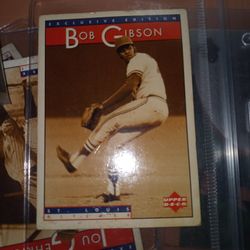 EXCLUSIVE EDITION
BOB GIBSON
ST. LOUIS
UPPER
DECK